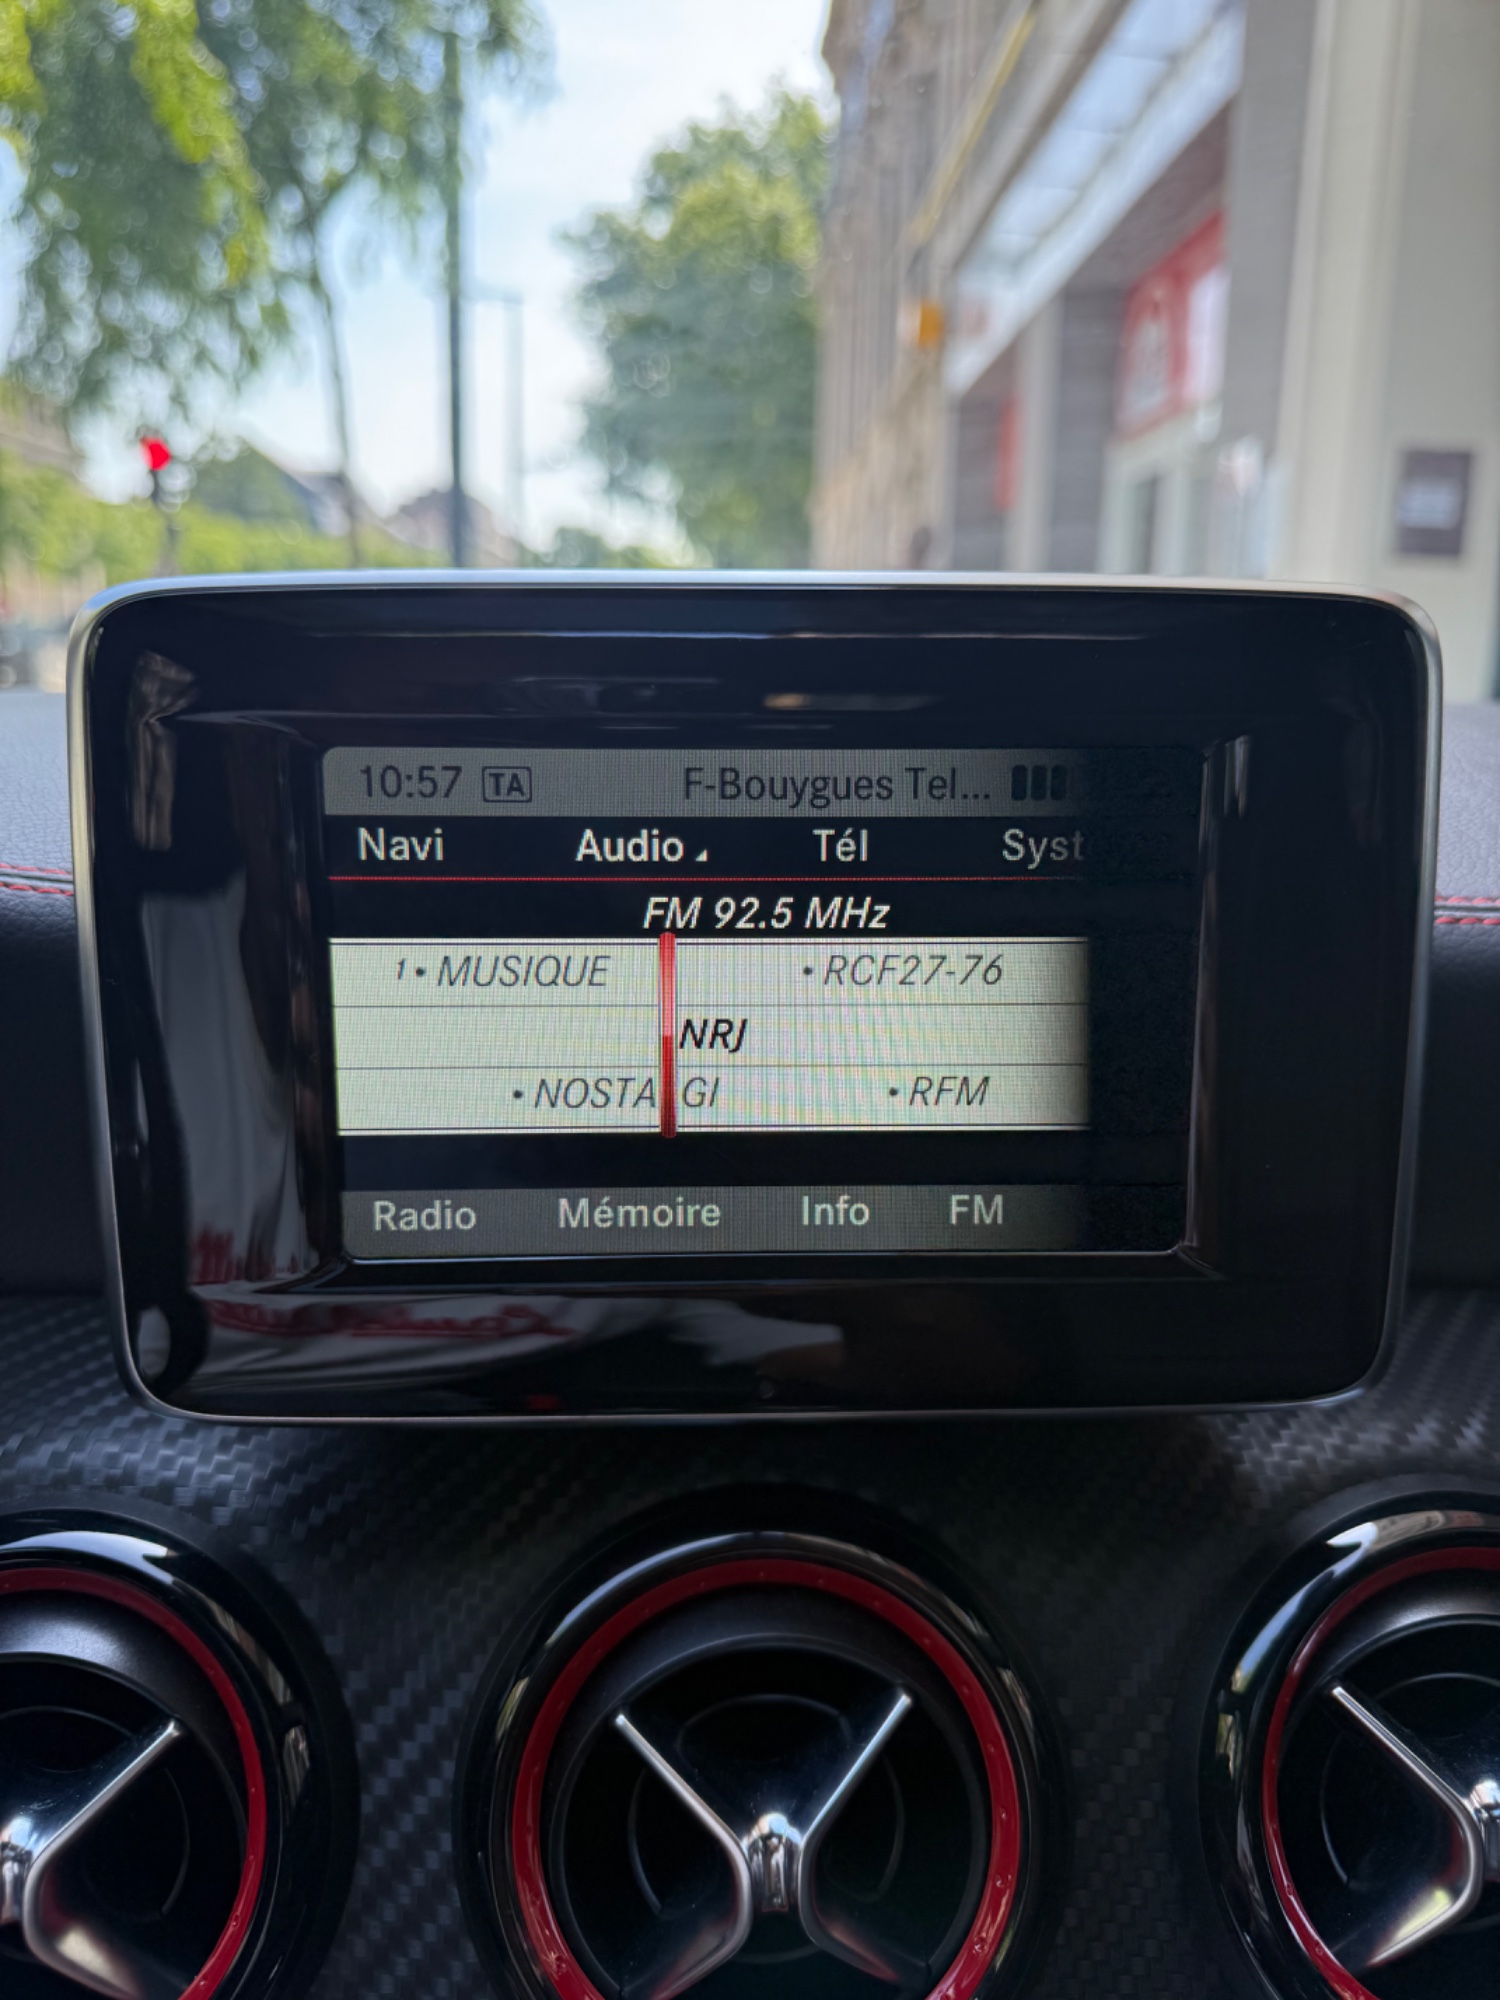 10:57 TA F-Bouygues Tel...
Navi Audio Tél Syst
FM 92.5 MHz
1 • MUSIQUE • RCF27-76
NRJ
• NOSTALGI • RFM
Radio Mémoire Info FM